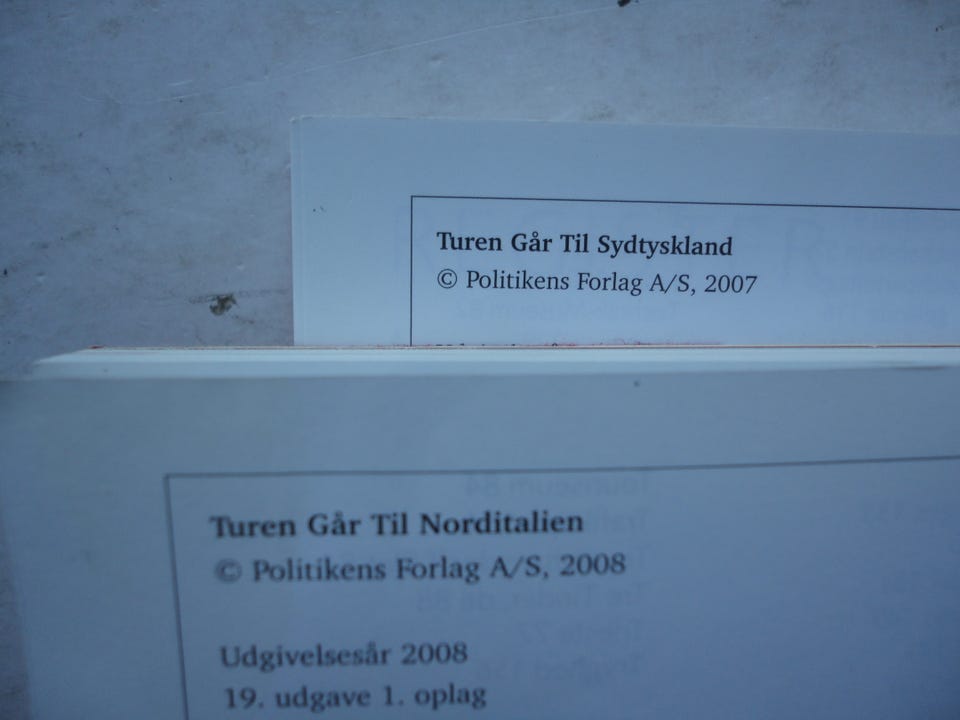 Turen Går Til Sydtyskland
© Politikens Forlag A/S, 2007
Turen Går Til Norditalien
© Politikens Forlag A/S, 2008
Udgivelsesår 2008
19. udgave 1. oplag